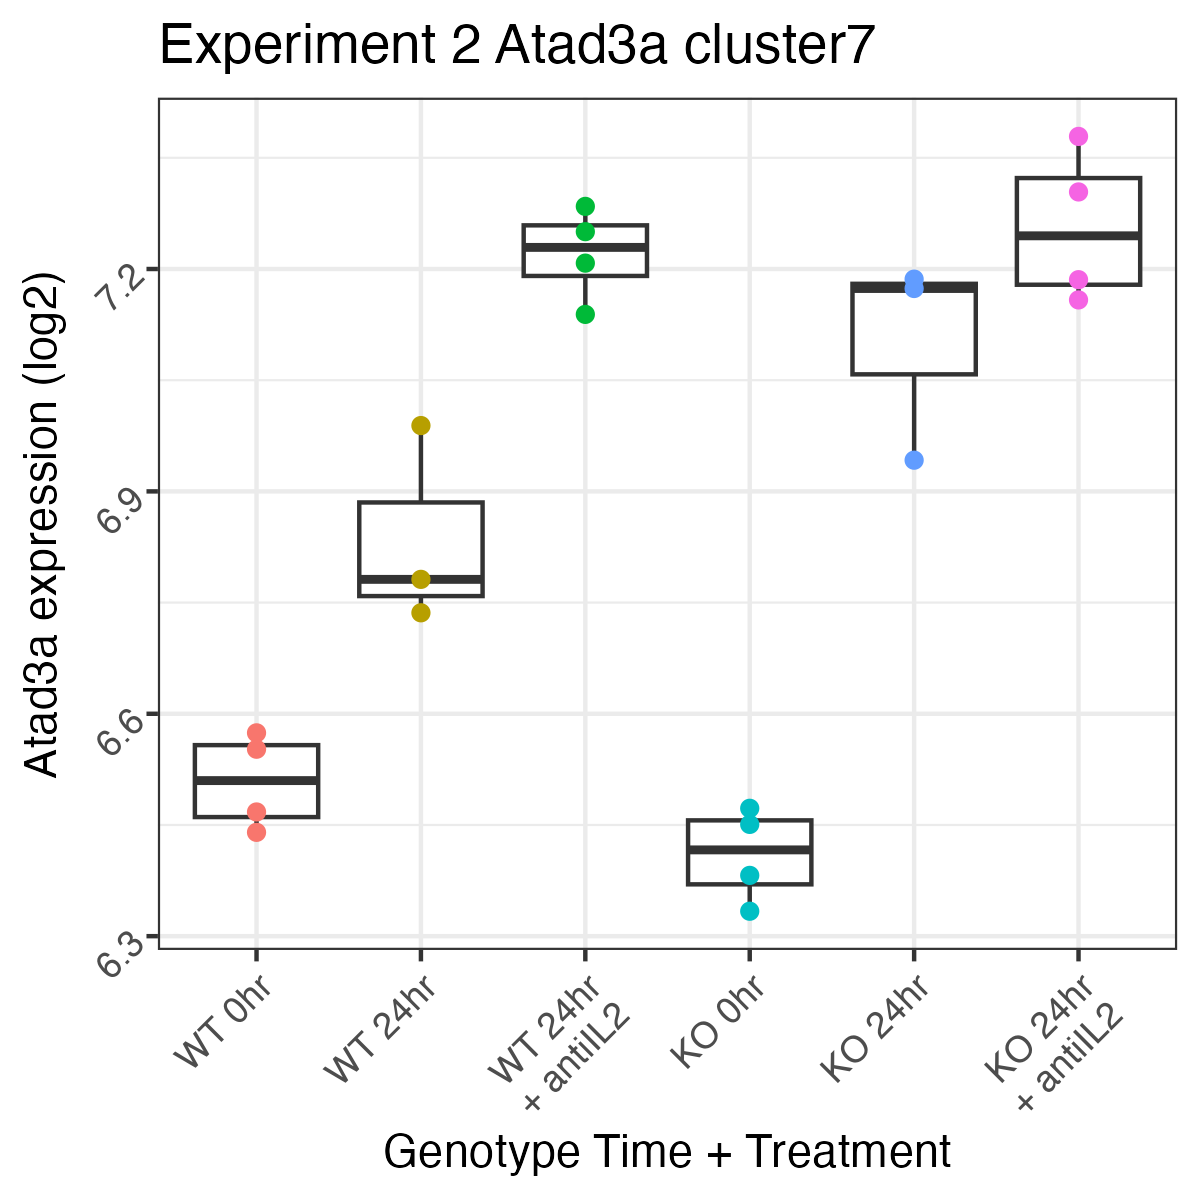 Experiment 2 Atad3a cluster7
Atad3a expression (log2)
7.2
6.9
6.6
6.3
WT 0hr
WT 24hr
WT 24hr
+ antiIL2
KO 0hr
KO 24hr
KO 24hr
+ antiIL2
Genotype Time + Treatment